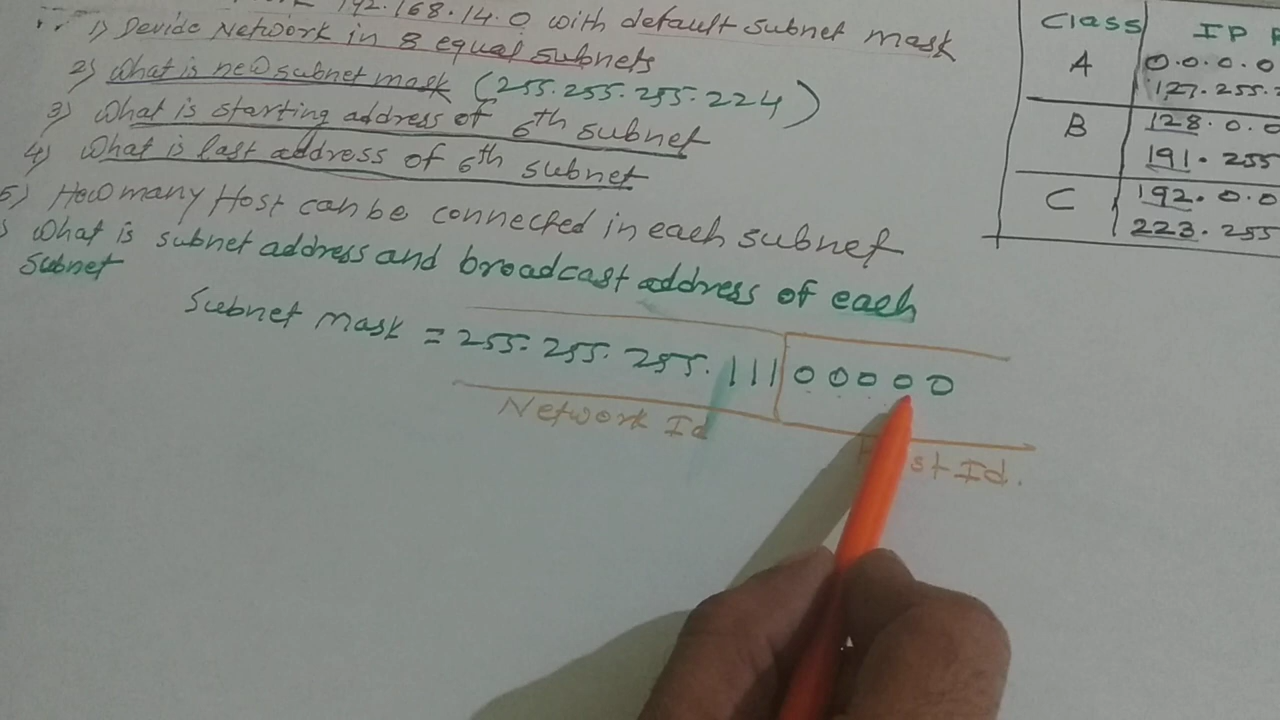 192.168.14.0 with default subnet mask
1) Devide Network in 8 equal subnets
2) What is new subnet mask (255.255.255.224)
3) What is starting address of 6th subnet
4) What is last address of 6th subnet
5) How many Host can be connected in each subnet
What is subnet address and broadcast address of each
Subnet
Subnet mask = 255.255.255.11100000
Network Id
st Id.
Class IP
A 0.0.0.0
127.255.
B 128.0.0
191.255
C 192.0.0
223.255